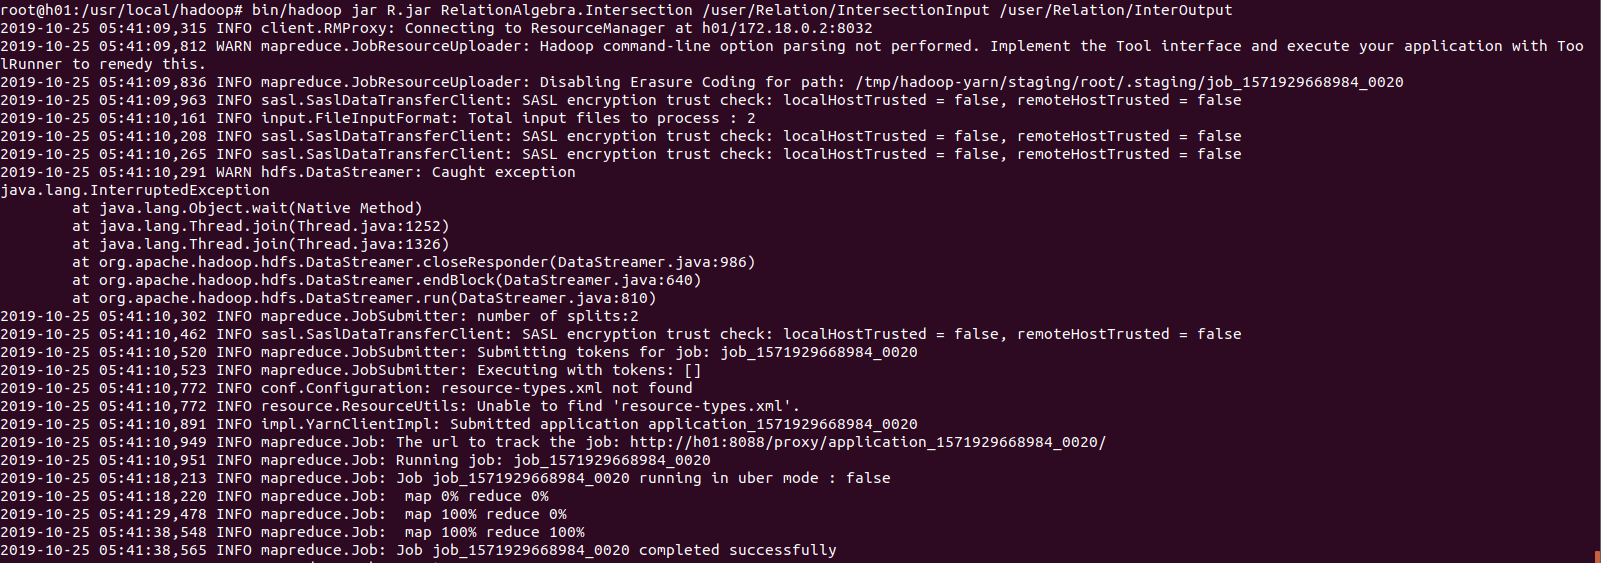 root@h01:/usr/local/hadoop# bin/hadoop jar R.jar RelationAlgebra.Intersection /user/Relation/IntersectionInput /user/Relation/InterOutput
2019-10-25 05:41:09,315 INFO client.RMProxy: Connecting to ResourceManager at h01/172.18.0.2:8032
2019-10-25 05:41:09,812 WARN mapreduce.JobResourceUploader: Hadoop command-line option parsing not performed. Implement the Tool interface and execute your application with Too
lRunner to remedy this.
2019-10-25 05:41:09,836 INFO mapreduce.JobResourceUploader: Disabling Erasure Coding for path: /tmp/hadoop-yarn/staging/root/.staging/job_1571929668984_0020
2019-10-25 05:41:09,963 INFO sasl.SaslDataTransferClient: SASL encryption trust check: localHostTrusted = false, remoteHostTrusted = false
2019-10-25 05:41:10,161 INFO input.FileInputFormat: Total input files to process : 2
2019-10-25 05:41:10,208 INFO sasl.SaslDataTransferClient: SASL encryption trust check: localHostTrusted = false, remoteHostTrusted = false
2019-10-25 05:41:10,265 INFO sasl.SaslDataTransferClient: SASL encryption trust check: localHostTrusted = false, remoteHostTrusted = false
2019-10-25 05:41:10,291 WARN hdfs.DataStreamer: Caught exception
java.lang.InterruptedException
        at java.lang.Object.wait(Native Method)
        at java.lang.Thread.join(Thread.java:1252)
        at java.lang.Thread.join(Thread.java:1326)
        at org.apache.hadoop.hdfs.DataStreamer.closeResponder(DataStreamer.java:986)
        at org.apache.hadoop.hdfs.DataStreamer.endBlock(DataStreamer.java:640)
        at org.apache.hadoop.hdfs.DataStreamer.run(DataStreamer.java:810)
2019-10-25 05:41:10,302 INFO mapreduce.JobSubmitter: number of splits:2
2019-10-25 05:41:10,462 INFO sasl.SaslDataTransferClient: SASL encryption trust check: localHostTrusted = false, remoteHostTrusted = false
2019-10-25 05:41:10,520 INFO mapreduce.JobSubmitter: Submitting tokens for job: job_1571929668984_0020
2019-10-25 05:41:10,523 INFO mapreduce.JobSubmitter: Executing with tokens: []
2019-10-25 05:41:10,772 INFO conf.Configuration: resource-types.xml not found
2019-10-25 05:41:10,772 INFO resource.ResourceUtils: Unable to find 'resource-types.xml'.
2019-10-25 05:41:10,891 INFO impl.YarnClientImpl: Submitted application application_1571929668984_0020
2019-10-25 05:41:10,949 INFO mapreduce.Job: The url to track the job: http://h01:8088/proxy/application_1571929668984_0020/
2019-10-25 05:41:10,951 INFO mapreduce.Job: Running job: job_1571929668984_0020
2019-10-25 05:41:18,213 INFO mapreduce.Job: Job job_1571929668984_0020 running in uber mode : false
2019-10-25 05:41:18,220 INFO mapreduce.Job:  map 0% reduce 0%
2019-10-25 05:41:29,478 INFO mapreduce.Job:  map 100% reduce 0%
2019-10-25 05:41:38,548 INFO mapreduce.Job:  map 100% reduce 100%
2019-10-25 05:41:38,565 INFO mapreduce.Job: Job job_1571929668984_0020 completed successfully